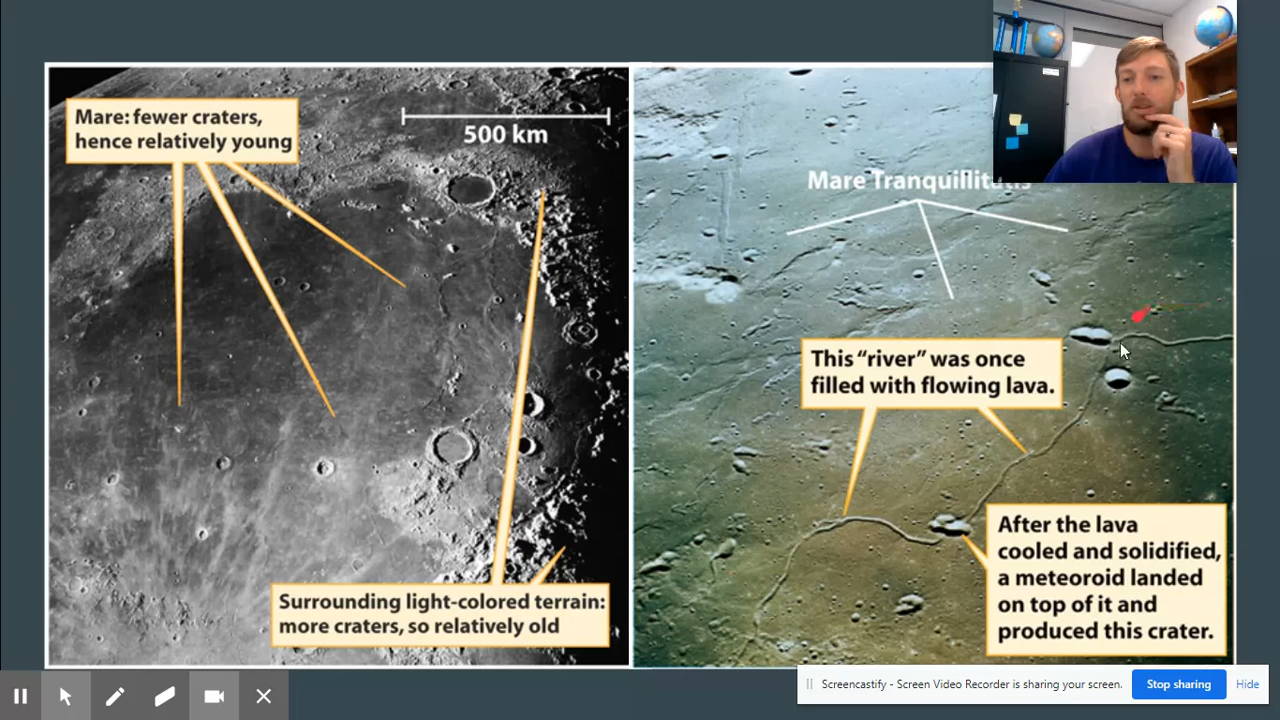 Mare: fewer craters,
hence relatively young
500 km
Mare Tranquillitatis
This “river” was once
filled with flowing lava.
Surrounding light-colored terrain:
more craters, so relatively old
After the lava
cooled and solidified,
a meteoroid landed
on top of it and
produced this crater.
Screencastify - Screen Video Recorder is sharing your screen.
Stop sharing
Hide